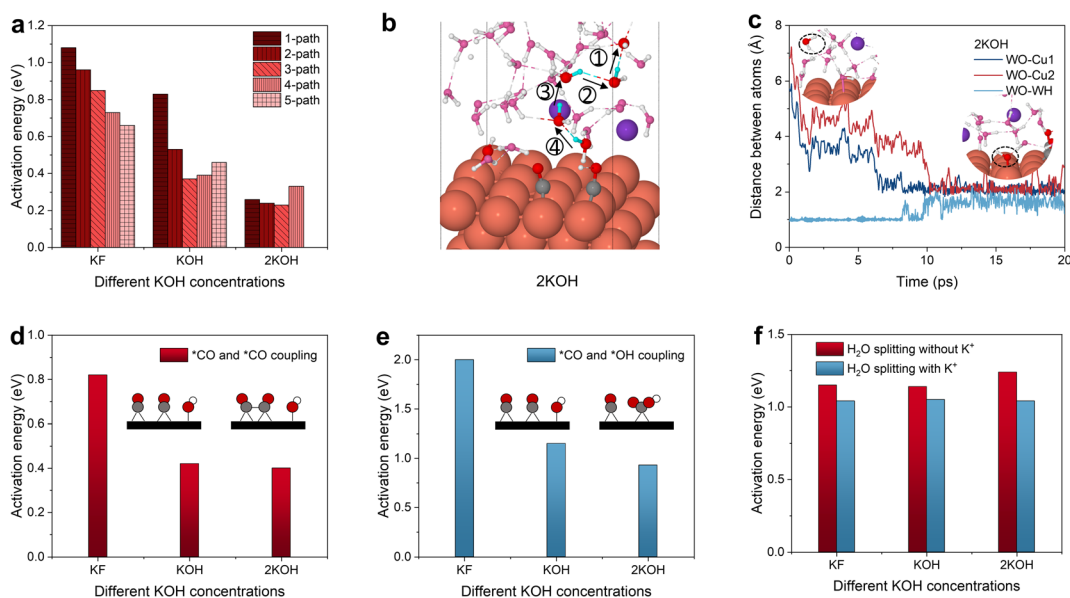 a
Activation energy (eV)
1.2
1.0
0.8
0.6
0.4
0.2
0.0
1-path
2-path
3-path
4-path
5-path
KF
KOH
2KOH
Different KOH concentrations
b
①
②
③
④
2KOH
c
Distance between atoms (Å)
8
6
4
2
0
2KOH
WO-Cu1
WO-Cu2
WO-WH
0
5
10
15
20
Time (ps)
d
Activation energy (eV)
1.0
0.8
0.6
0.4
0.2
0.0
*CO and *CO coupling
KF
KOH
2KOH
Different KOH concentrations
e
Activation energy (eV)
2.0
1.5
1.0
0.5
0.0
*CO and *OH coupling
KF
KOH
2KOH
Different KOH concentrations
f
Activation energy (eV)
1.5
1.1
0.5
0.0
H₂O splitting without K⁺
H₂O splitting with K⁺
KF
KOH
2KOH
Different KOH concentrations